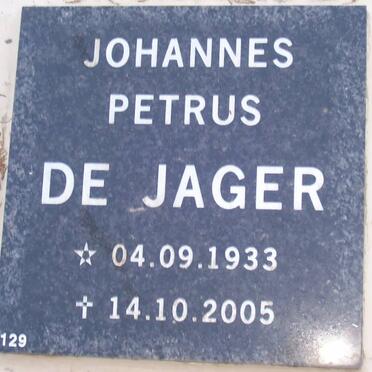 JOHANNES
PETRUS
DE JAGER
☆ 04.09.1933
✝ 14.10.2005
129